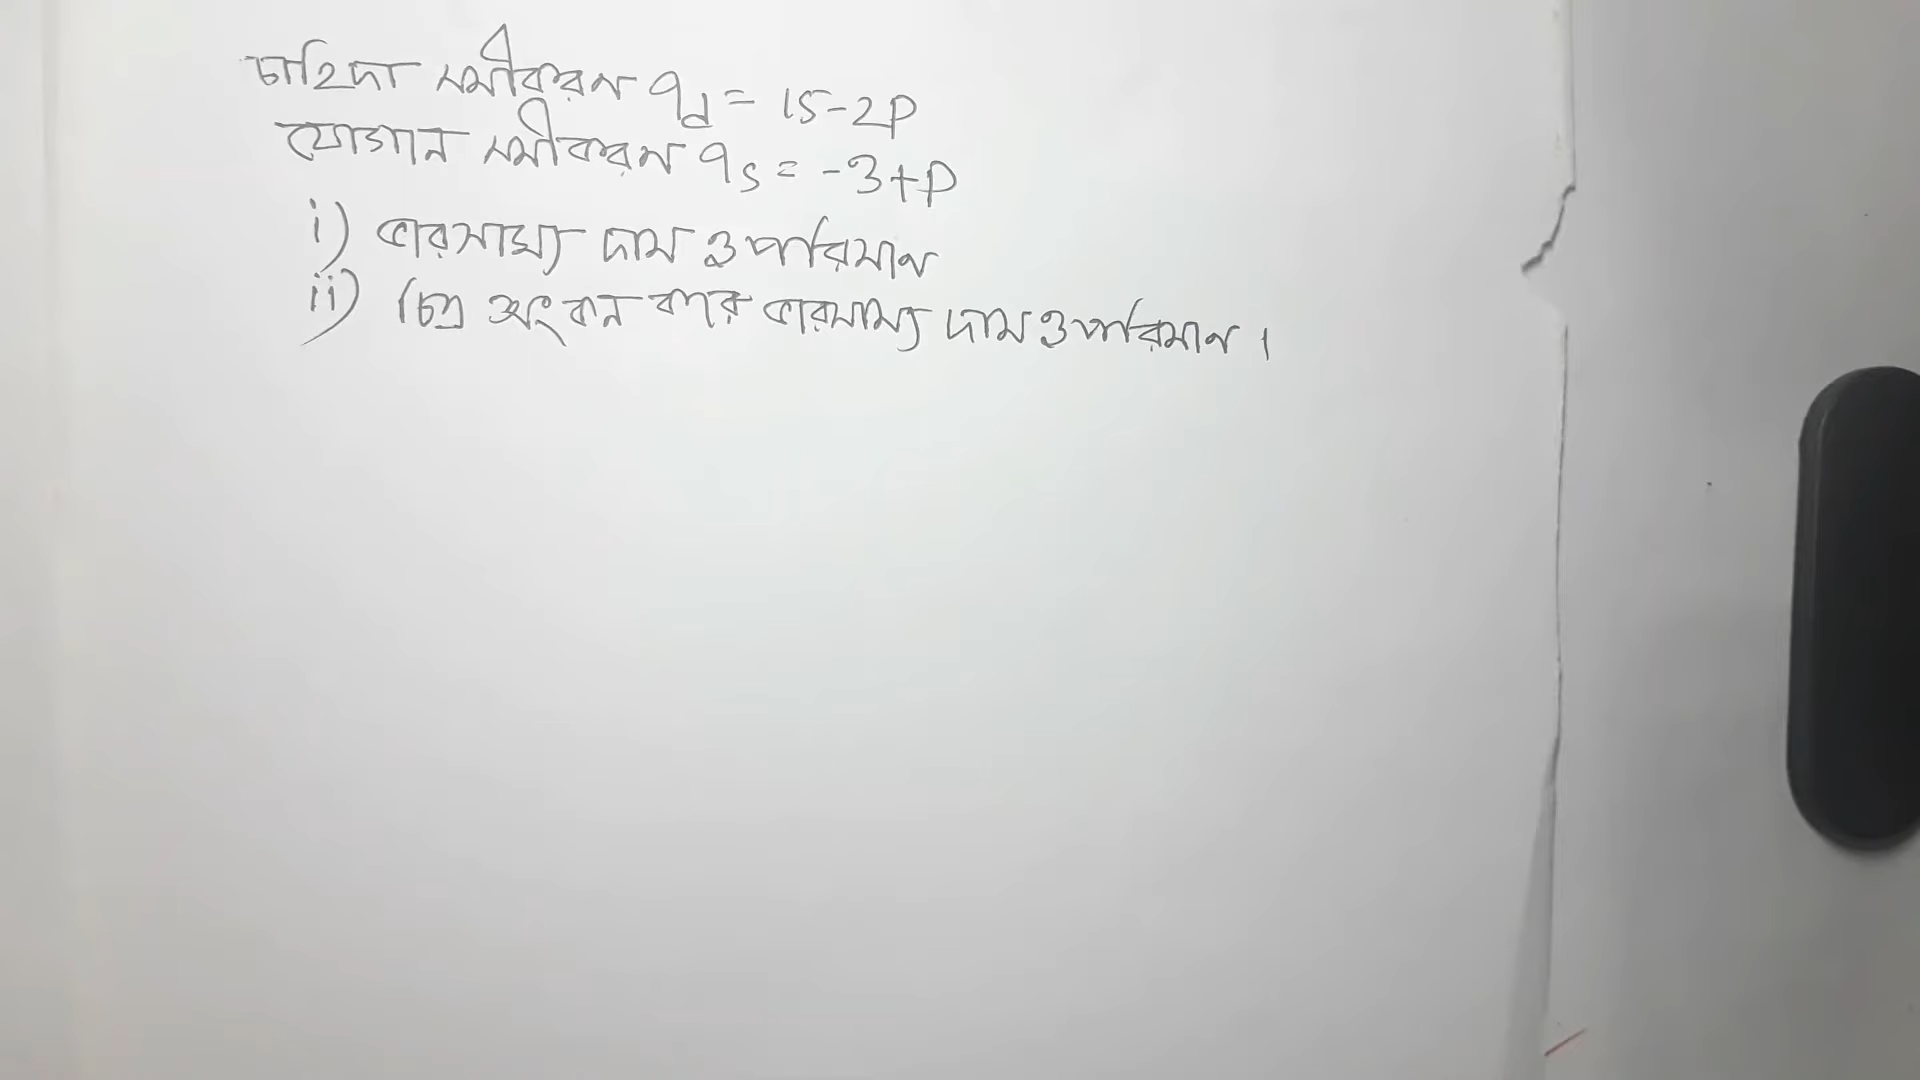 চাহিদা সমীকরণ qd = 15-2P
যোগান সমীকরণ qs = -3+P
i) ভারসাম্য দাম ও পরিমাণ
ii) চিত্র অংকন করে ভারসাম্য দাম ও পরিমাণ।